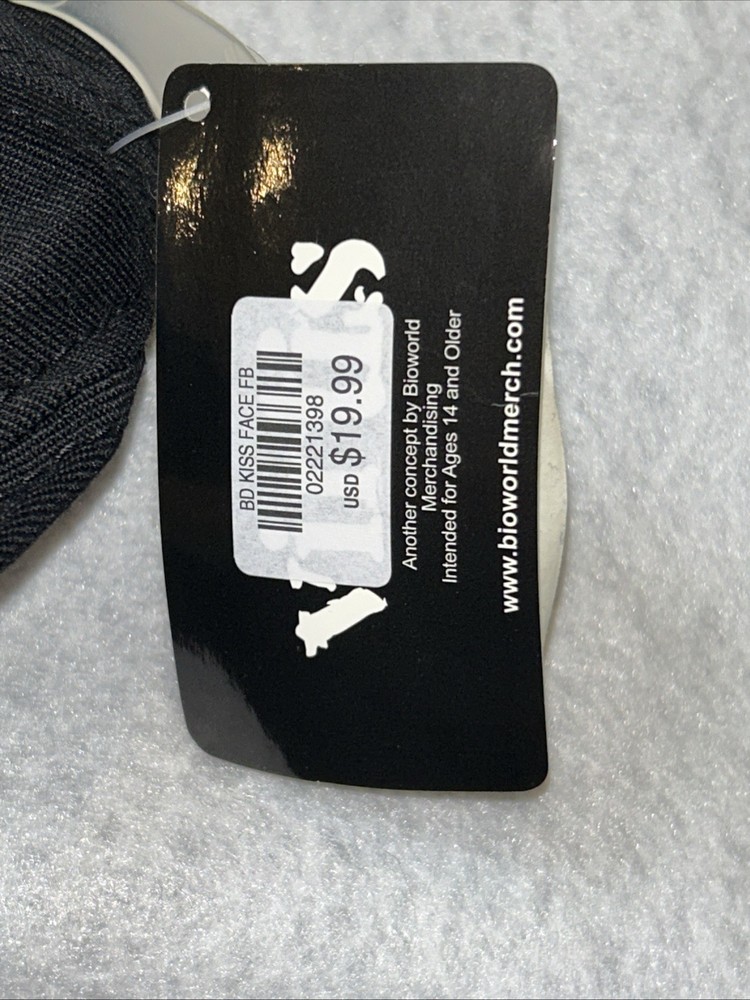 BD KISS FACE FB
02221398
USD $19.99
Another concept by Bioworld
Merchandising
Intended for Ages 14 and Older
www.bioworldmerch.com